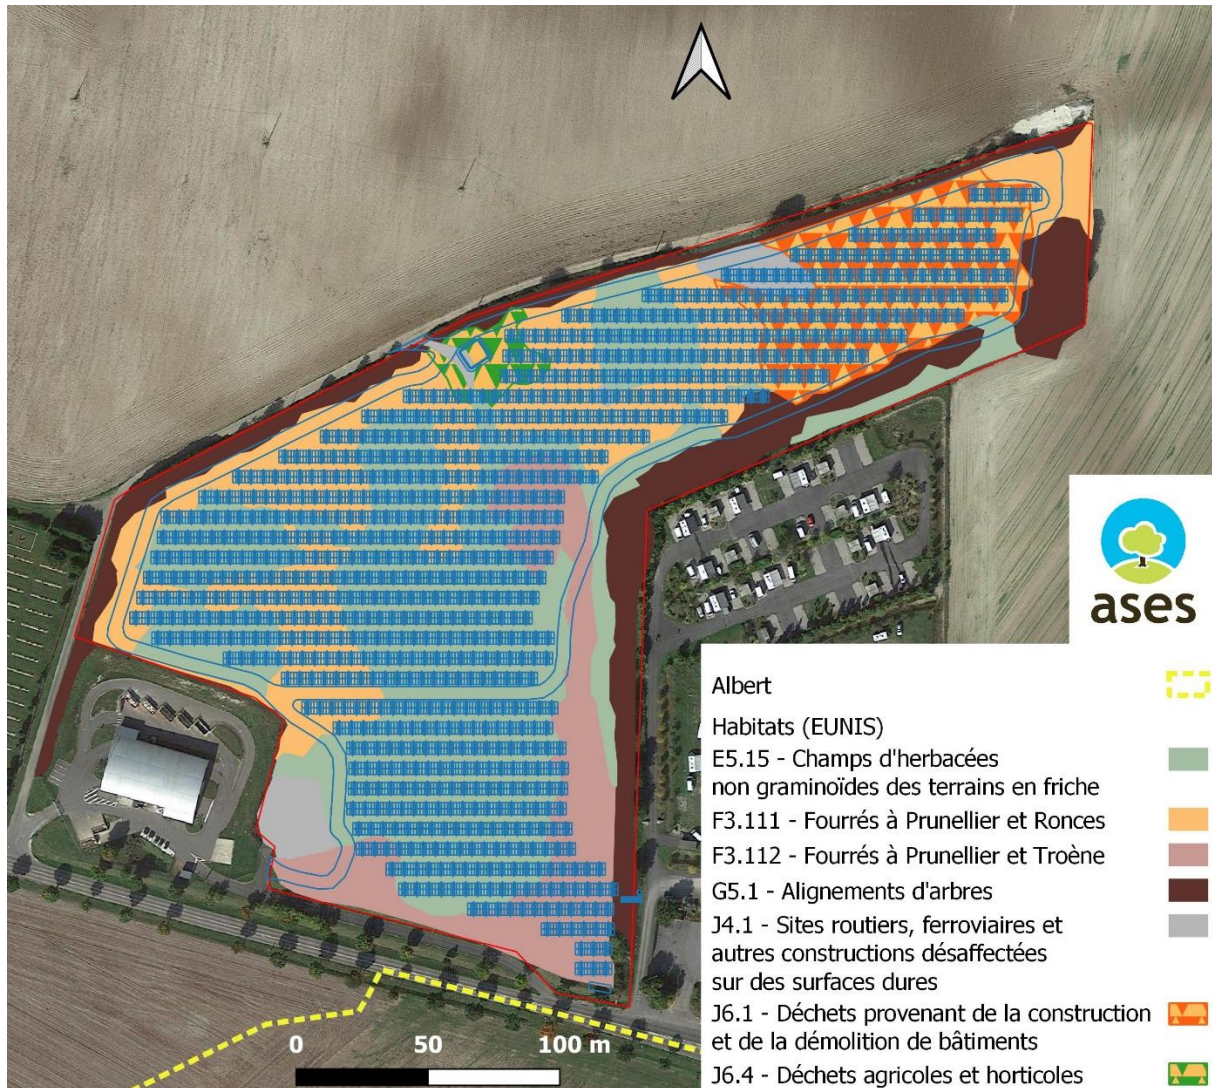 ases
Albert
Habitats (EUNIS)
E5.15 - Champs d'herbacées
non graminoïdes des terrains en friche
F3.111 - Fourrés à Prunellier et Ronces
F3.112 - Fourrés à Prunellier et Troène
G5.1 - Alignements d'arbres
J4.1 - Sites routiers, ferroviaires et
autres constructions désaffectées
sur des surfaces dures
J6.1 - Déchets provenant de la construction
et de la démolition de bâtiments
J6.4 - Déchets agricoles et horticoles
0 50 100 m